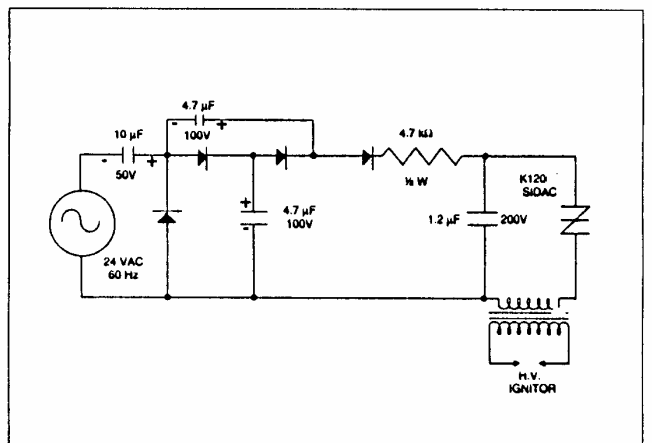 4.7 µF
- +
100V
10 µF
- +
50V
4.7 kΩ
½ W
K120
SIDAC
+
4.7 µF
100V
-
1.2 µF 200V
24 VAC
60 Hz
H.V.
IGNITOR